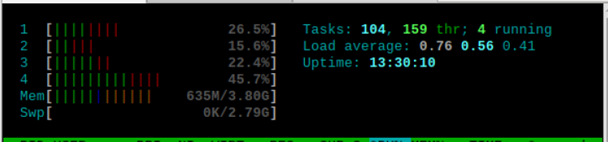 1 [||||||||| 26.5%] Tasks: 104, 159 thr; 4 running
2 [||||| 15.6%] Load average: 0.76 0.56 0.41
3 [||||||| 22.4%] Uptime: 13:30:10
4 [||||||||||||| 45.7%]
Mem[|||||||||||| 635M/3.80G]
Swp[ 0K/2.79G]